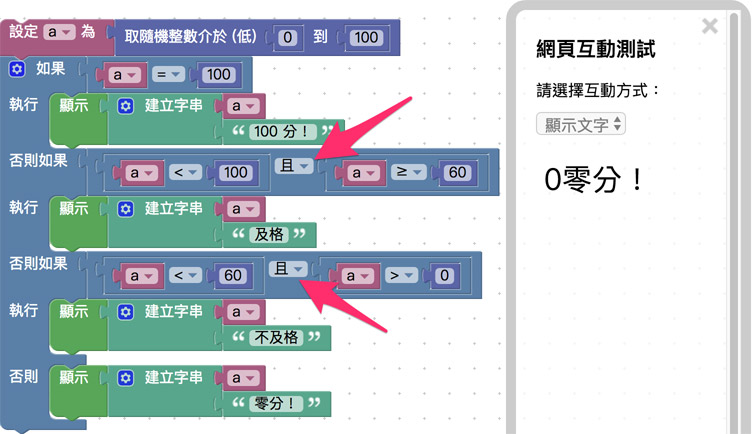 設定 a 為 取隨機整數介於 (低) 0 到 100
如果 a = 100
執行 顯示 建立字串 a
“ 100 分！ ”
否則如果 a < 100 且 a ≥ 60
執行 顯示 建立字串 a
“ 及格 ”
否則如果 a < 60 且 a > 0
執行 顯示 建立字串 a
“ 不及格 ”
否則 顯示 建立字串 a
“ 零分！ ”
×
網頁互動測試
請選擇互動方式：
顯示文字
0零分！